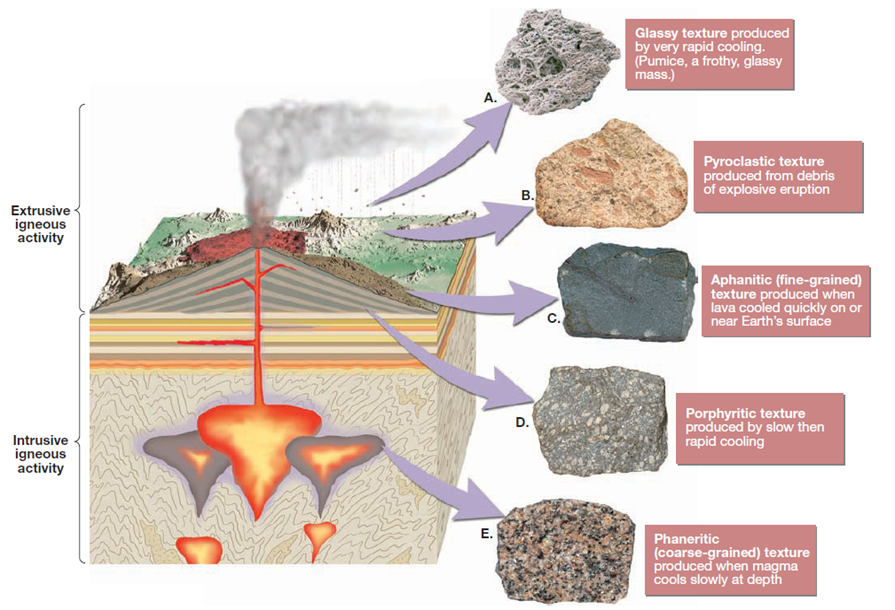 Glassy texture produced
by very rapid cooling.
(Pumice, a frothy, glassy
mass.)
A.
Pyroclastic texture
produced from debris
of explosive eruption
B.
Extrusive
igneous
activity
Aphanitic (fine-grained)
texture produced when
lava cooled quickly on or
near Earth's surface
C.
Porphyritic texture
produced by slow then
rapid cooling
D.
Intrusive
igneous
activity
E.
Phaneritic
(coarse-grained) texture
produced when magma
cools slowly at depth